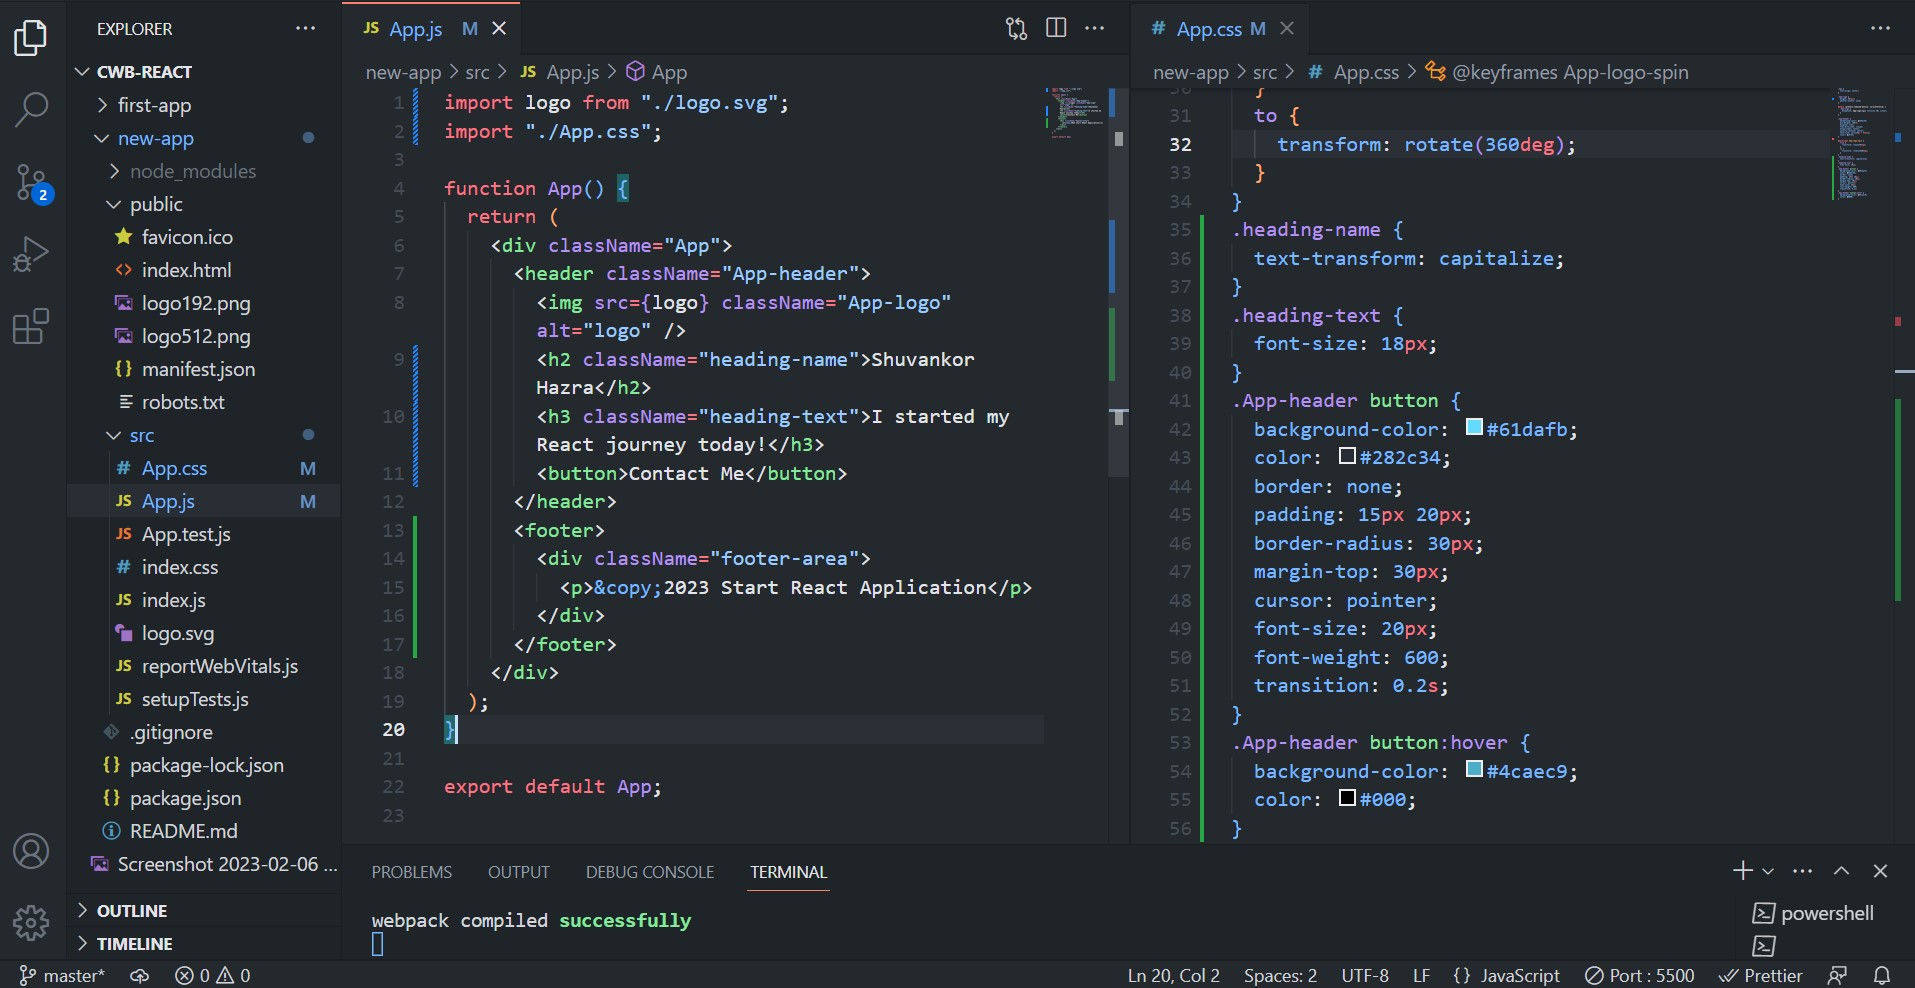 EXPLORER
CWB-REACT
first-app
new-app
node_modules
public
favicon.ico
index.html
logo192.png
logo512.png
manifest.json
robots.txt
src
App.css M
App.js M
App.test.js
index.css
index.js
logo.svg
reportWebVitals.js
setupTests.js
.gitignore
package-lock.json
package.json
README.md
Screenshot 2023-02-06 ...
OUTLINE
TIMELINE
2
JS App.js M
new-app > src > JS App.js > App
1 import logo from "./logo.svg";
2 import "./App.css";
3
4 function App() {
5 return (
6 <div className="App">
7 <header className="App-header">
8 <img src={logo} className="App-logo"
alt="logo" />
9 <h2 className="heading-name">Shuvankor
Hazra</h2>
10 <h3 className="heading-text">I started my
React journey today!</h3>
11 <button>Contact Me</button>
12 </header>
13 <footer>
14 <div className="footer-area">
15 <p>&copy;2023 Start React Application</p>
16 </div>
17 </footer>
18 </div>
19 );
20 }
21
22 export default App;
23
# App.css M
new-app > src > # App.css > @keyframes App-logo-spin
30 }
31 to {
32 transform: rotate(360deg);
33 }
34 }
35 .heading-name {
36 text-transform: capitalize;
37 }
38 .heading-text {
39 font-size: 18px;
40 }
41 .App-header button {
42 background-color: #61dafb;
43 color: #282c34;
44 border: none;
45 padding: 15px 20px;
46 border-radius: 30px;
47 margin-top: 30px;
48 cursor: pointer;
49 font-size: 20px;
50 font-weight: 600;
51 transition: 0.2s;
52 }
53 .App-header button:hover {
54 background-color: #4caec9;
55 color: #000;
56 }
PROBLEMS OUTPUT DEBUG CONSOLE TERMINAL
webpack compiled successfully
powershell
master* 0 0 Ln 20, Col 2 Spaces: 2 UTF-8 LF {} JavaScript Port : 5500 Prettier